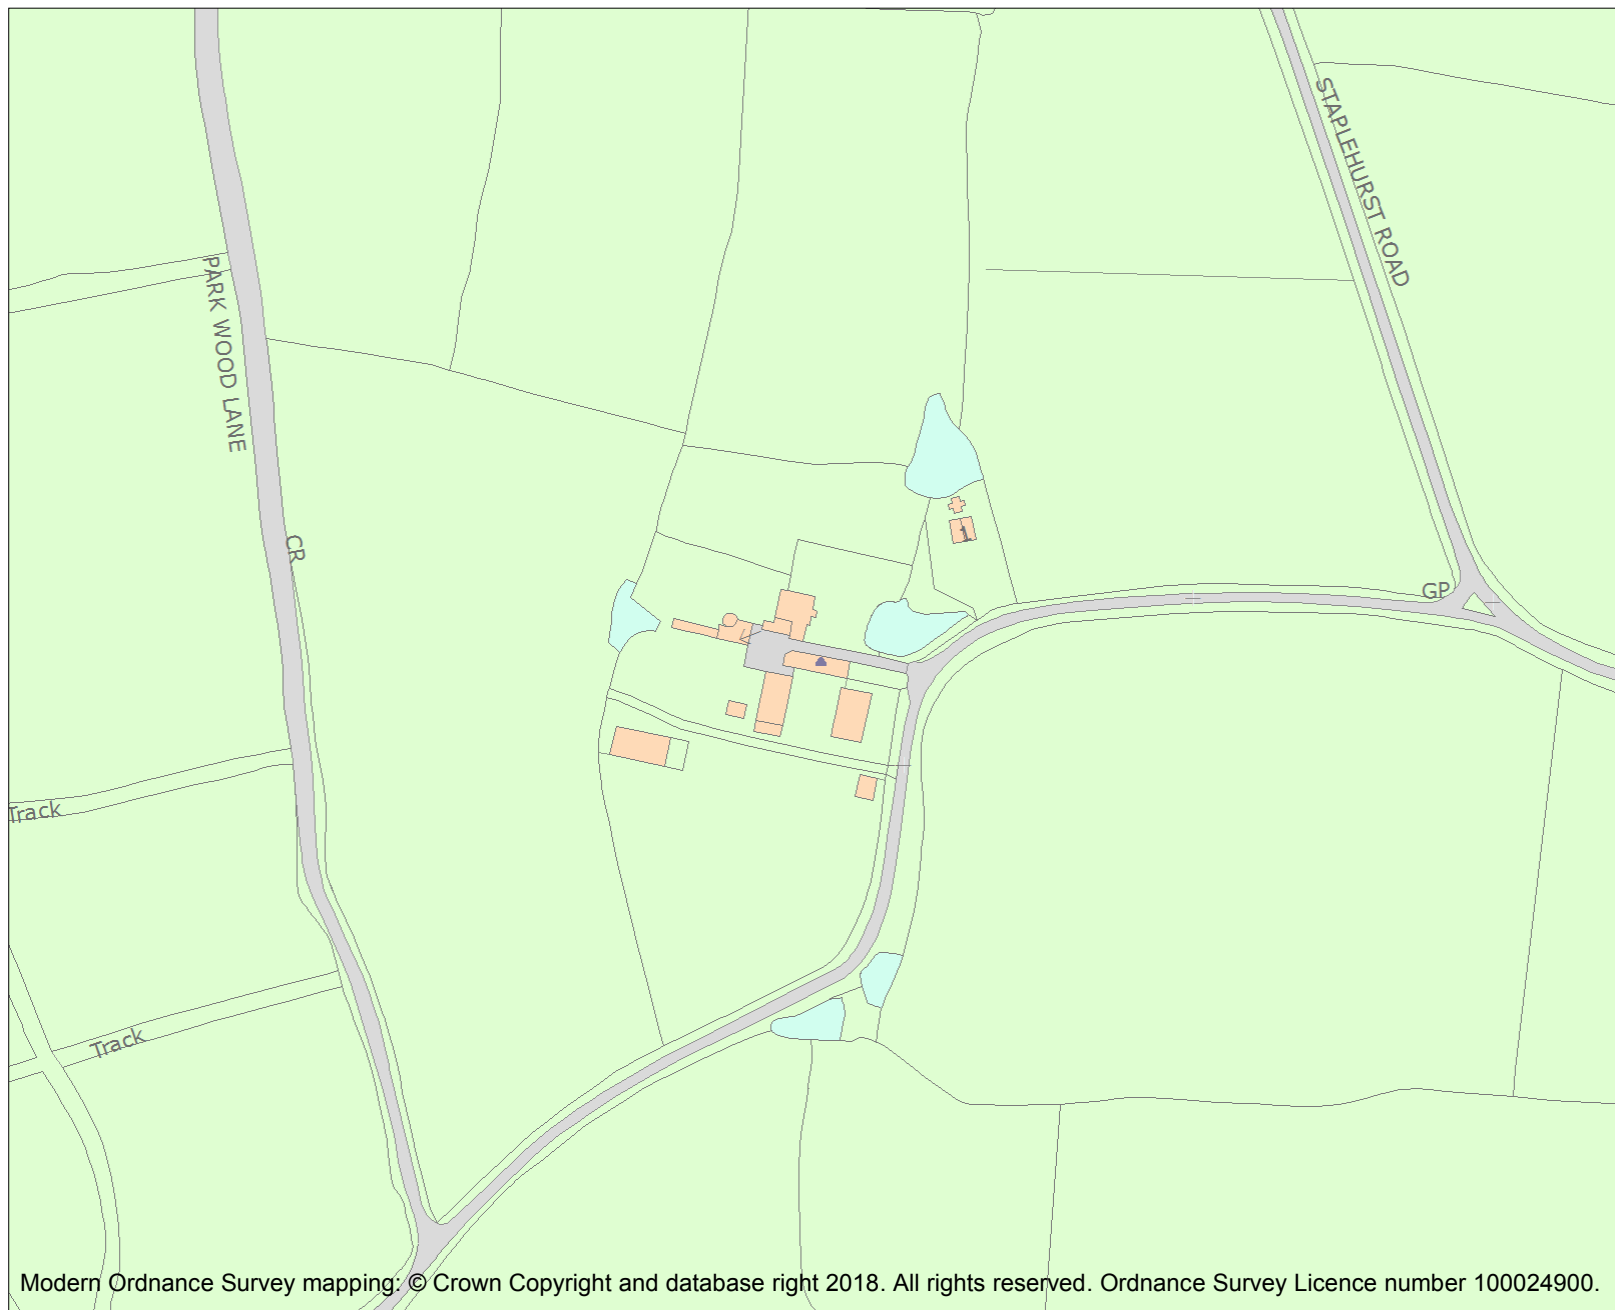 STAPLEHURST ROAD
PARK WOOD LANE
CR
1
GP
Track
Track
Modern Ordnance Survey mapping: © Crown Copyright and database right 2018. All rights reserved. Ordnance Survey Licence number 100024900.